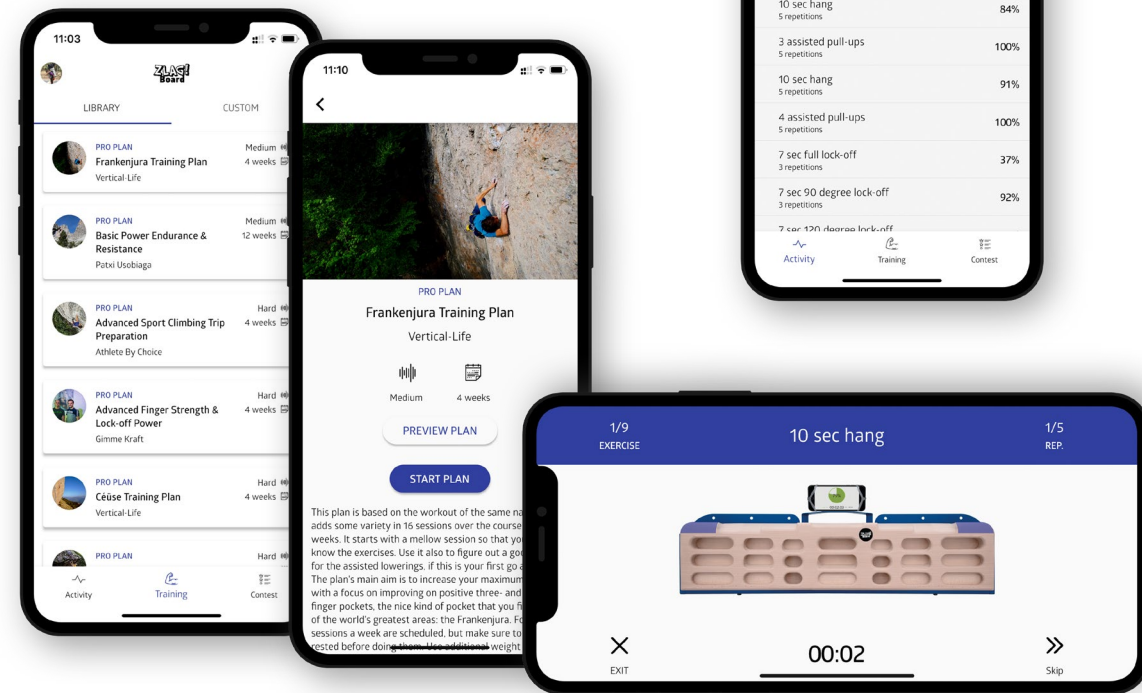 11:03
ZLAG!
Board
LIBRARY
CUSTOM
PRO PLAN
Medium
Frankenjura Training Plan
4 weeks
Vertical-Life
PRO PLAN
Medium
Basic Power Endurance &
12 weeks
Resistance
Patxi Usobiaga
PRO PLAN
Hard
Advanced Sport Climbing Trip
4 weeks
Preparation
Athlete By Choice
PRO PLAN
Hard
Advanced Finger Strength &
4 weeks
Lock-off Power
Gimme Kraft
PRO PLAN
Hard
Céüse Training Plan
4 weeks
Vertical-Life
PRO PLAN
Hard
Activity
Training
Contest
11:10
PRO PLAN
Frankenjura Training Plan
Vertical-Life
Medium
4 weeks
PREVIEW PLAN
START PLAN
This plan is based on the workout of the same
adds some variety in 16 sessions over the course
weeks. It starts with a mellow session so that
know the exercises. Use it also to figure out a
for the assisted lowerings, if this is your first go
The plan's main aim is to increase your maximum
with a focus on improving on positive three- and
finger pockets, the nice kind of pocket that you
of the world's greatest areas: the Frankenjura.
sessions a week are scheduled, but make sure to
rested before doing them. Use additional weight
10 sec hang
84%
5 repetitions
3 assisted pull-ups
100%
5 repetitions
10 sec hang
91%
5 repetitions
4 assisted pull-ups
100%
5 repetitions
7 sec full lock-off
37%
3 repetitions
7 sec 90 degree lock-off
92%
3 repetitions
7 sec 120 degree lock-off
Activity
Training
Contest
1/9
EXERCISE
10 sec hang
1/5
REP.
EXIT
00:02
Skip